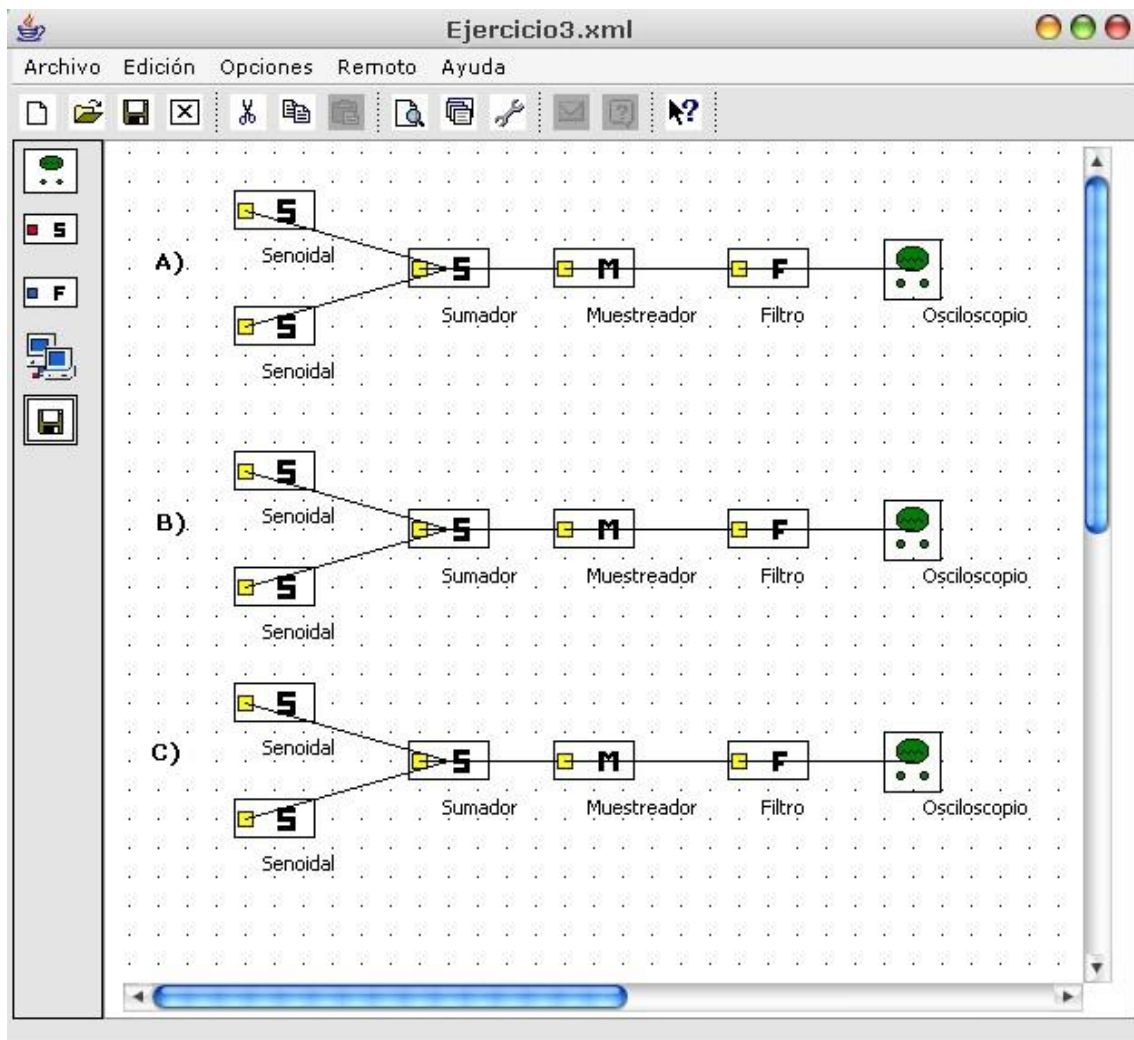 Ejercicio3.xml
Archivo Edición Opciones Remoto Ayuda
?
S
F
A)
S
Senoidal
S
Senoidal
S
Sumador
M
Muestreador
F
Filtro
Osciloscopio
B)
S
Senoidal
S
Senoidal
S
Sumador
M
Muestreador
F
Filtro
Osciloscopio
C)
S
Senoidal
S
Senoidal
S
Sumador
M
Muestreador
F
Filtro
Osciloscopio